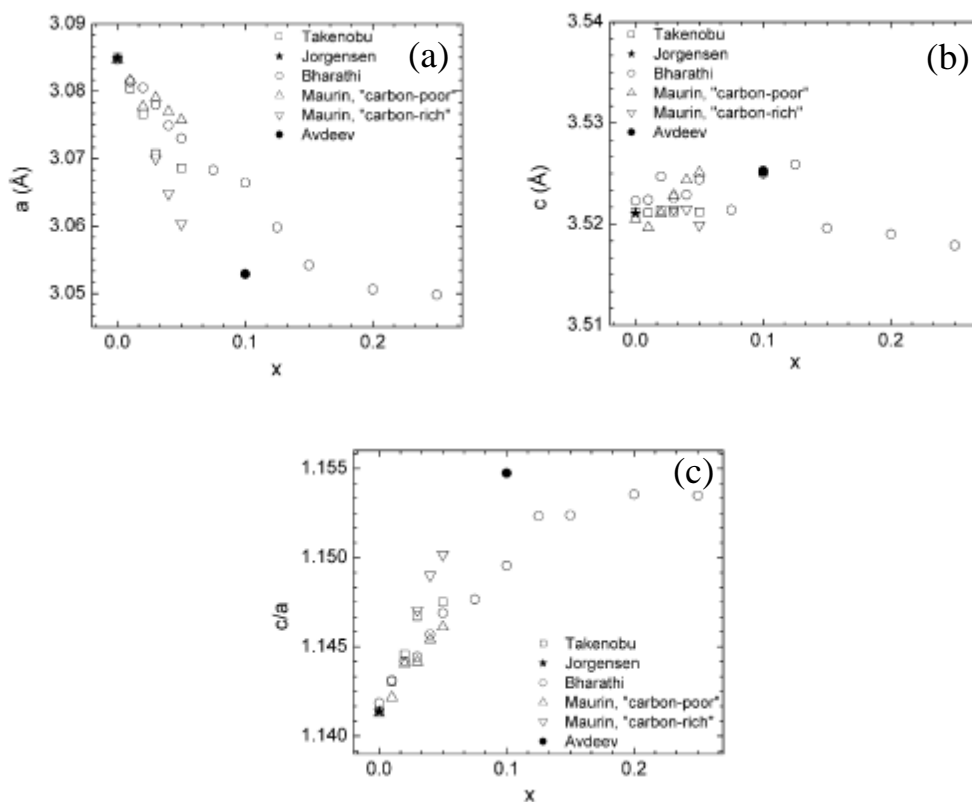 3.09
3.08
3.07
3.06
3.05
a (Å)
Takenobu
Jorgensen
Bharathi
Maurin, "carbon-poor"
Maurin, "carbon-rich"
Avdeev
(a)
0.0
0.1
0.2
x
3.54
3.53
3.52
3.51
c (Å)
Takenobu
Jorgensen
Bharathi
Maurin, "carbon-poor"
Maurin, "carbon-rich"
Avdeev
(b)
0.0
0.1
0.2
x
1.155
1.150
1.145
1.140
c/a
(c)
Takenobu
Jorgensen
Bharathi
Maurin, "carbon-poor"
Maurin, "carbon-rich"
Avdeev
0.0
0.1
0.2
x